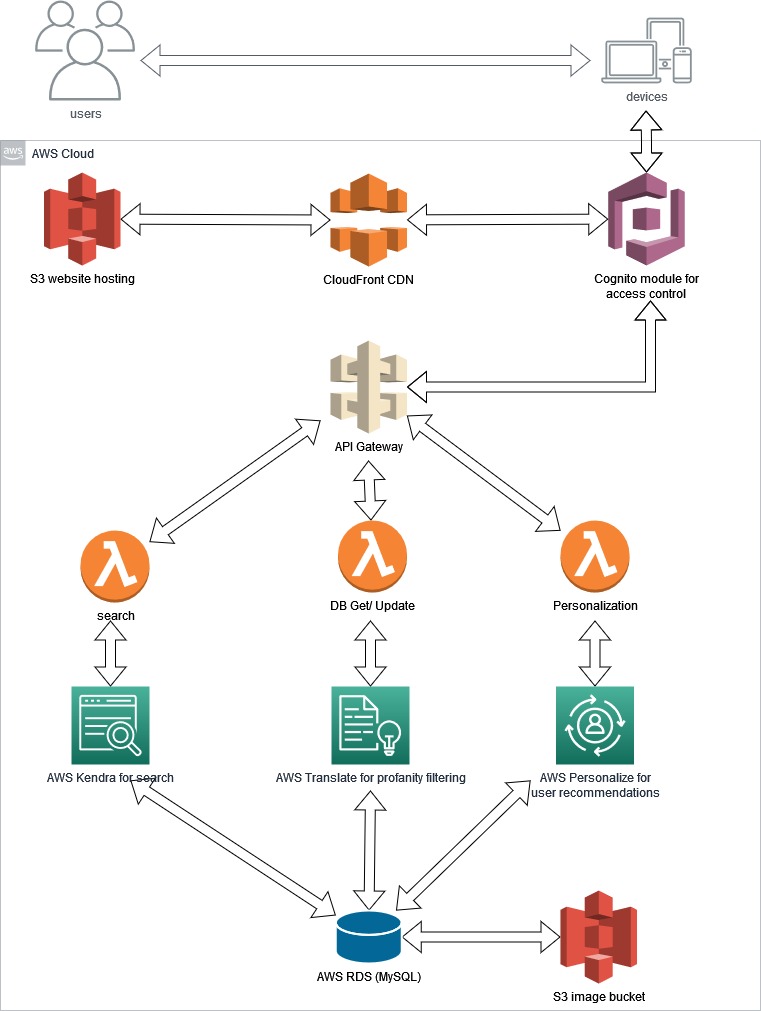 users
devices
aws
AWS Cloud
S3 website hosting
CloudFront CDN
Cognito module for
access control
API Gateway
search
DB Get/ Update
Personalization
AWS Kendra for search
AWS Translate for profanity filtering
AWS Personalize for
user recommendations
AWS RDS (MySQL)
S3 image bucket